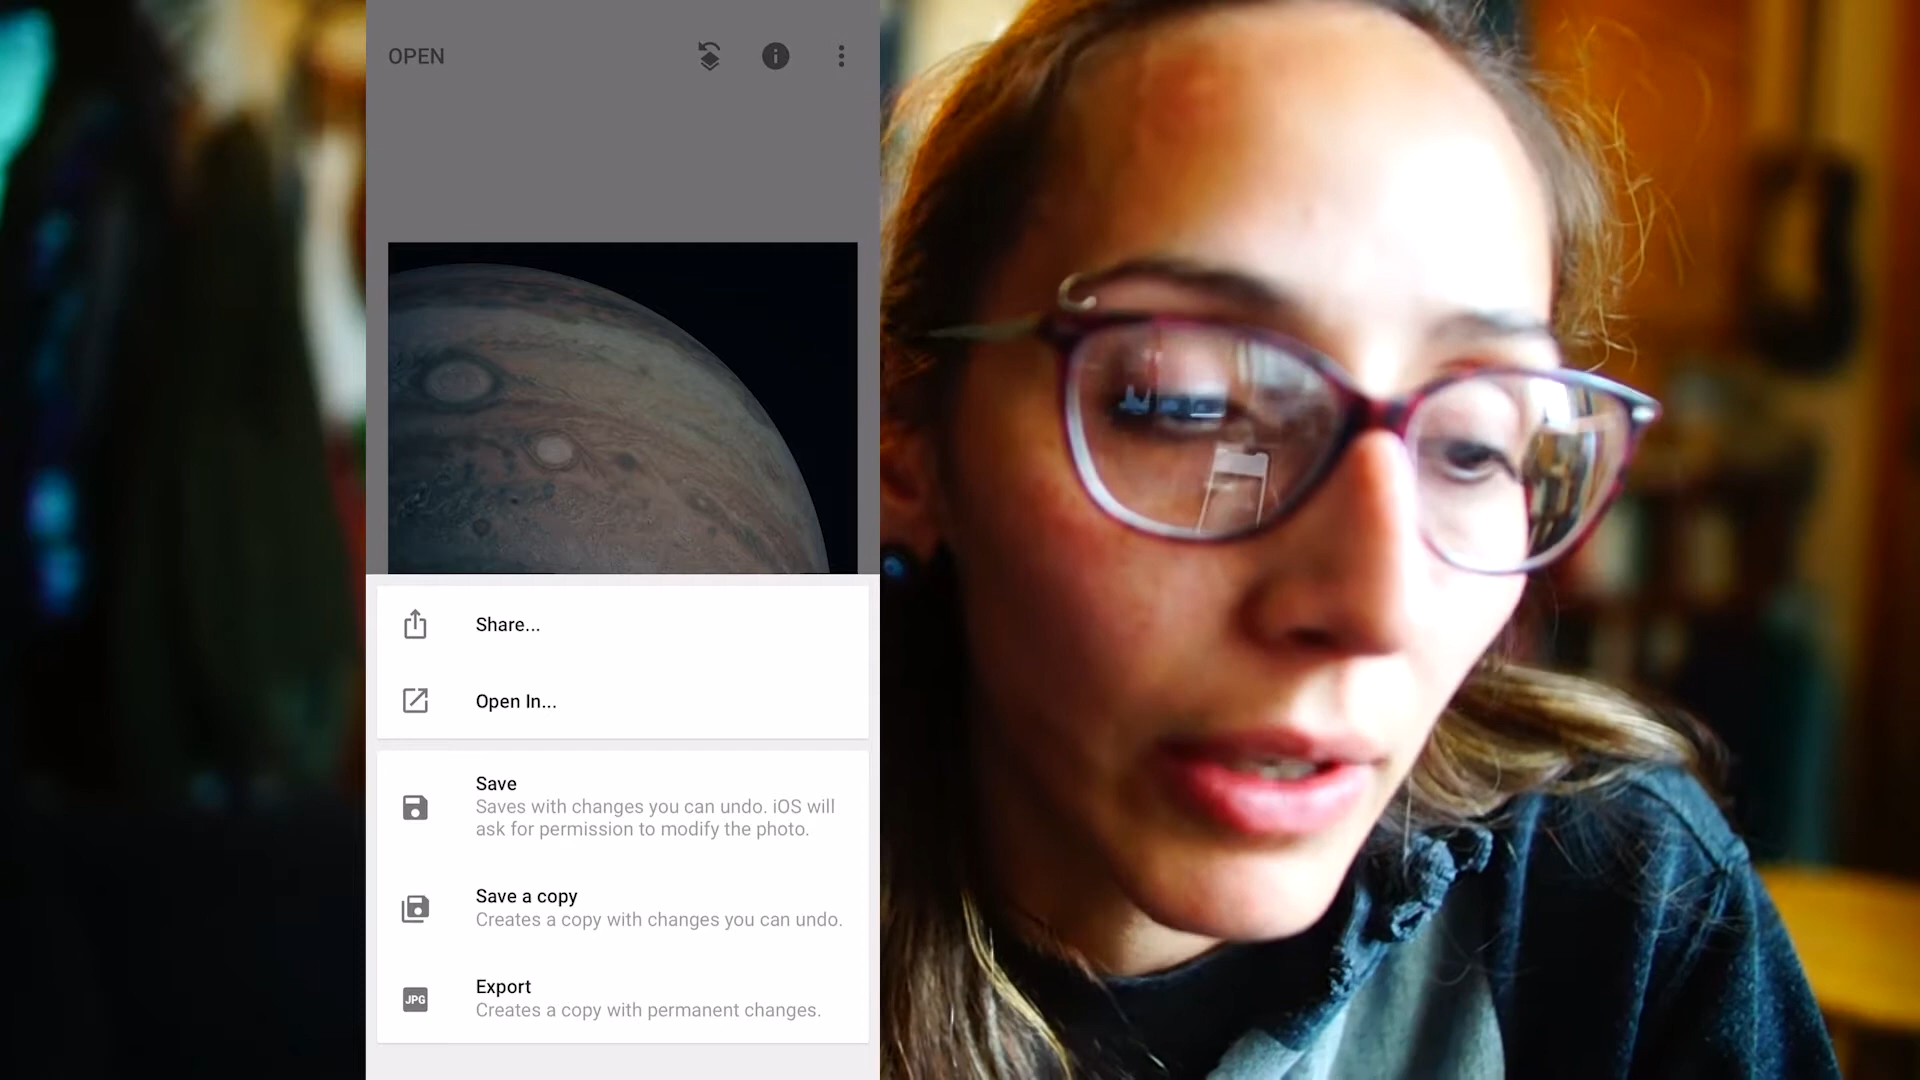 OPEN
Share...
Open In...
Save
Saves with changes you can undo. iOS will
ask for permission to modify the photo.
Save a copy
Creates a copy with changes you can undo.
JPG
Export
Creates a copy with permanent changes.